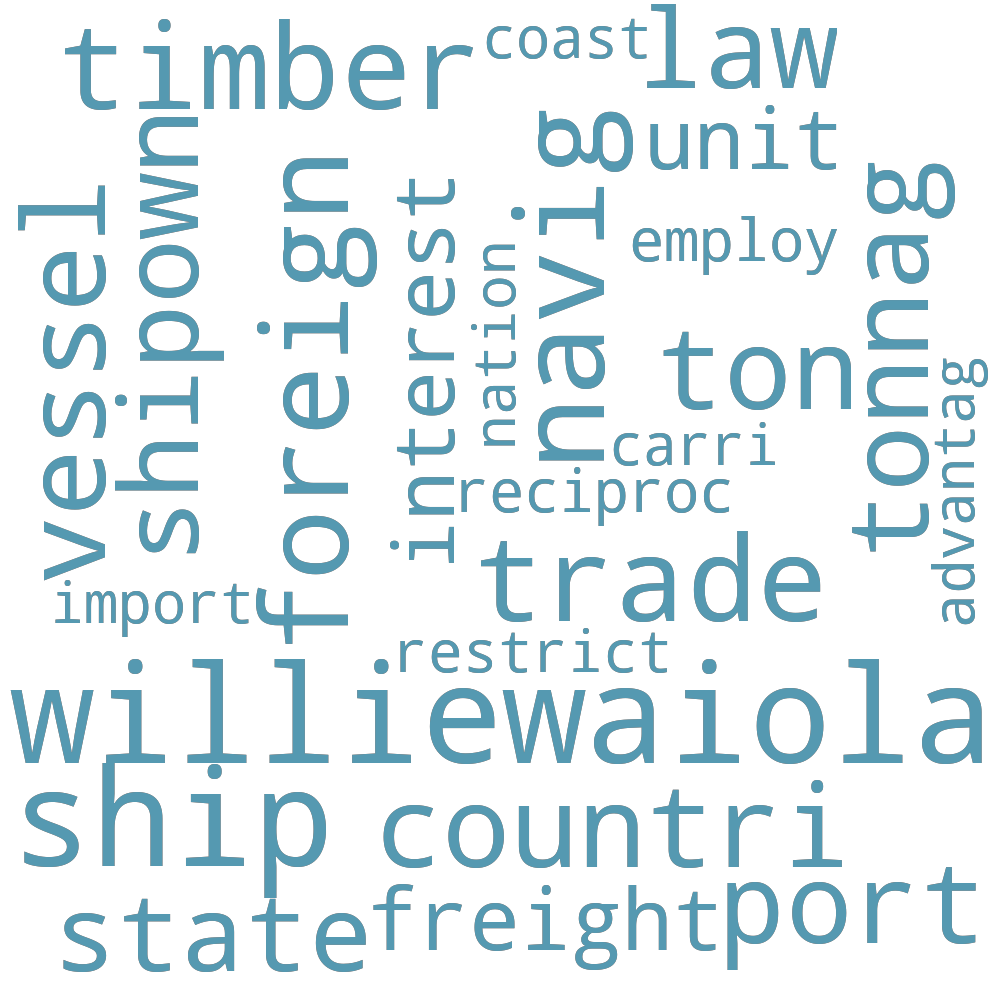 timber
coast
law
unit
shipown
vessel
foreign
interest
nation
navig
employ
tonnag
ton
advantag
carri
reciproc
trade
import
restrict
williewaiola
ship
countri
port
state
freight